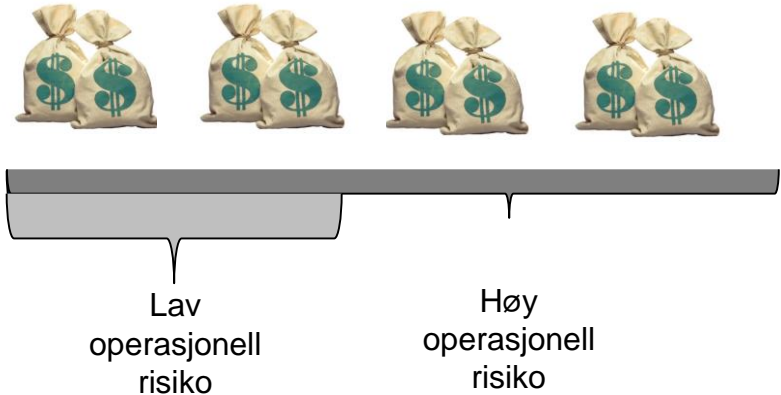 $ $ $ $ $ $ $ $
Lav
operasjonell
risiko
Høy
operasjonell
risiko